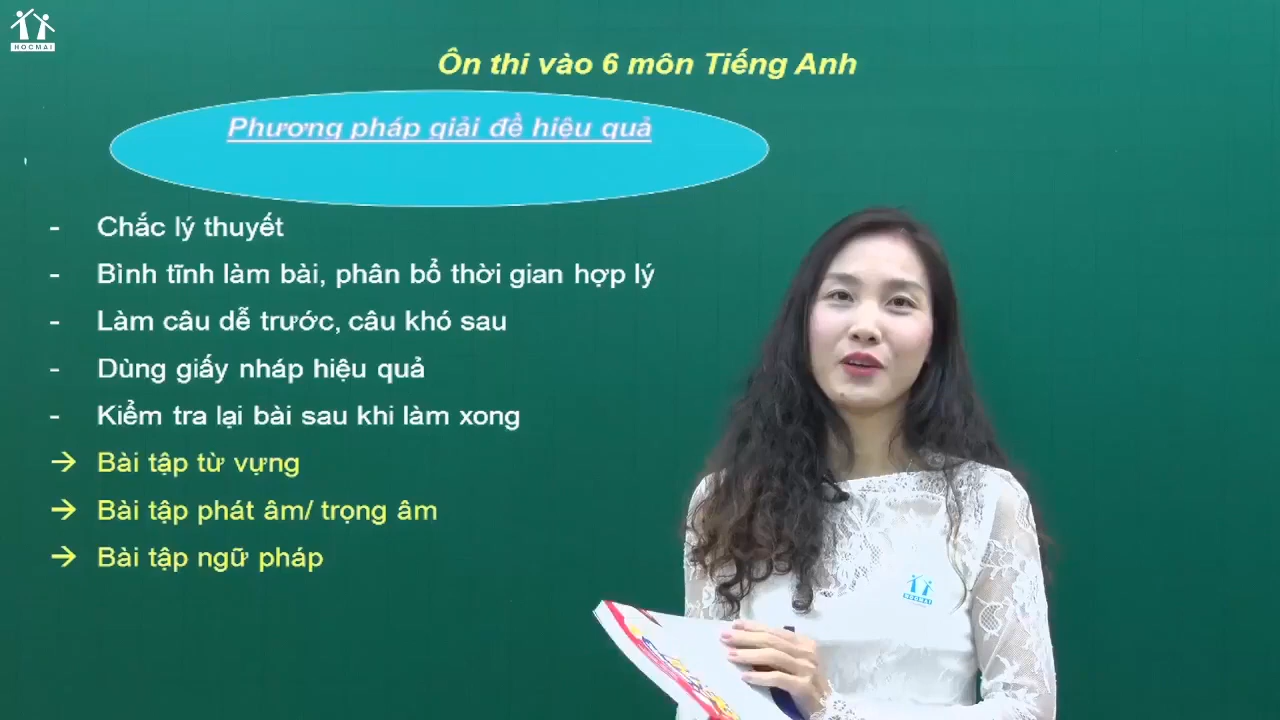 HOCMAI
Ôn thi vào 6 môn Tiếng Anh
Phương pháp giải đề hiệu quả
- Chắc lý thuyết
- Bình tĩnh làm bài, phân bổ thời gian hợp lý
- Làm câu dễ trước, câu khó sau
- Dùng giấy nháp hiệu quả
- Kiểm tra lại bài sau khi làm xong
→ Bài tập từ vựng
→ Bài tập phát âm/ trọng âm
→ Bài tập ngữ pháp
HOCMAI